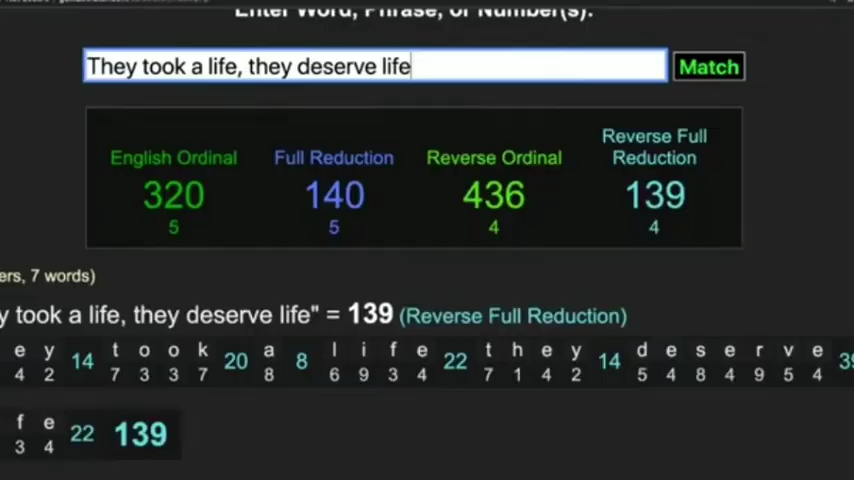 Enter Word, Phrase, or Number(s):
They took a life, they deserve life
Match
English Ordinal
320
5
Full Reduction
140
5
Reverse Ordinal
436
4
Reverse Full
Reduction
139
4
ers, 7 words)
y took a life, they deserve life" = 139 (Reverse Full Reduction)
e y 14 t o o k 20 a 8 l i f e 22 t h e y 14 d e s e r v e 39
4 2 7 3 3 7 8 6 9 3 4 7 1 4 2 5 4 8 4 9 5 4
f e 22 139
3 4